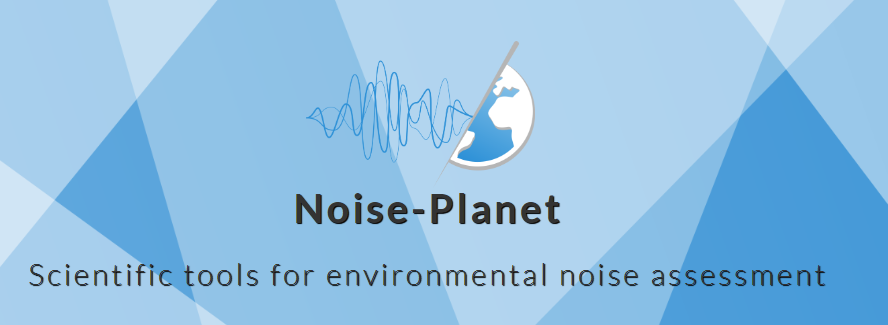 Noise-Planet
Scientific tools for environmental noise assessment